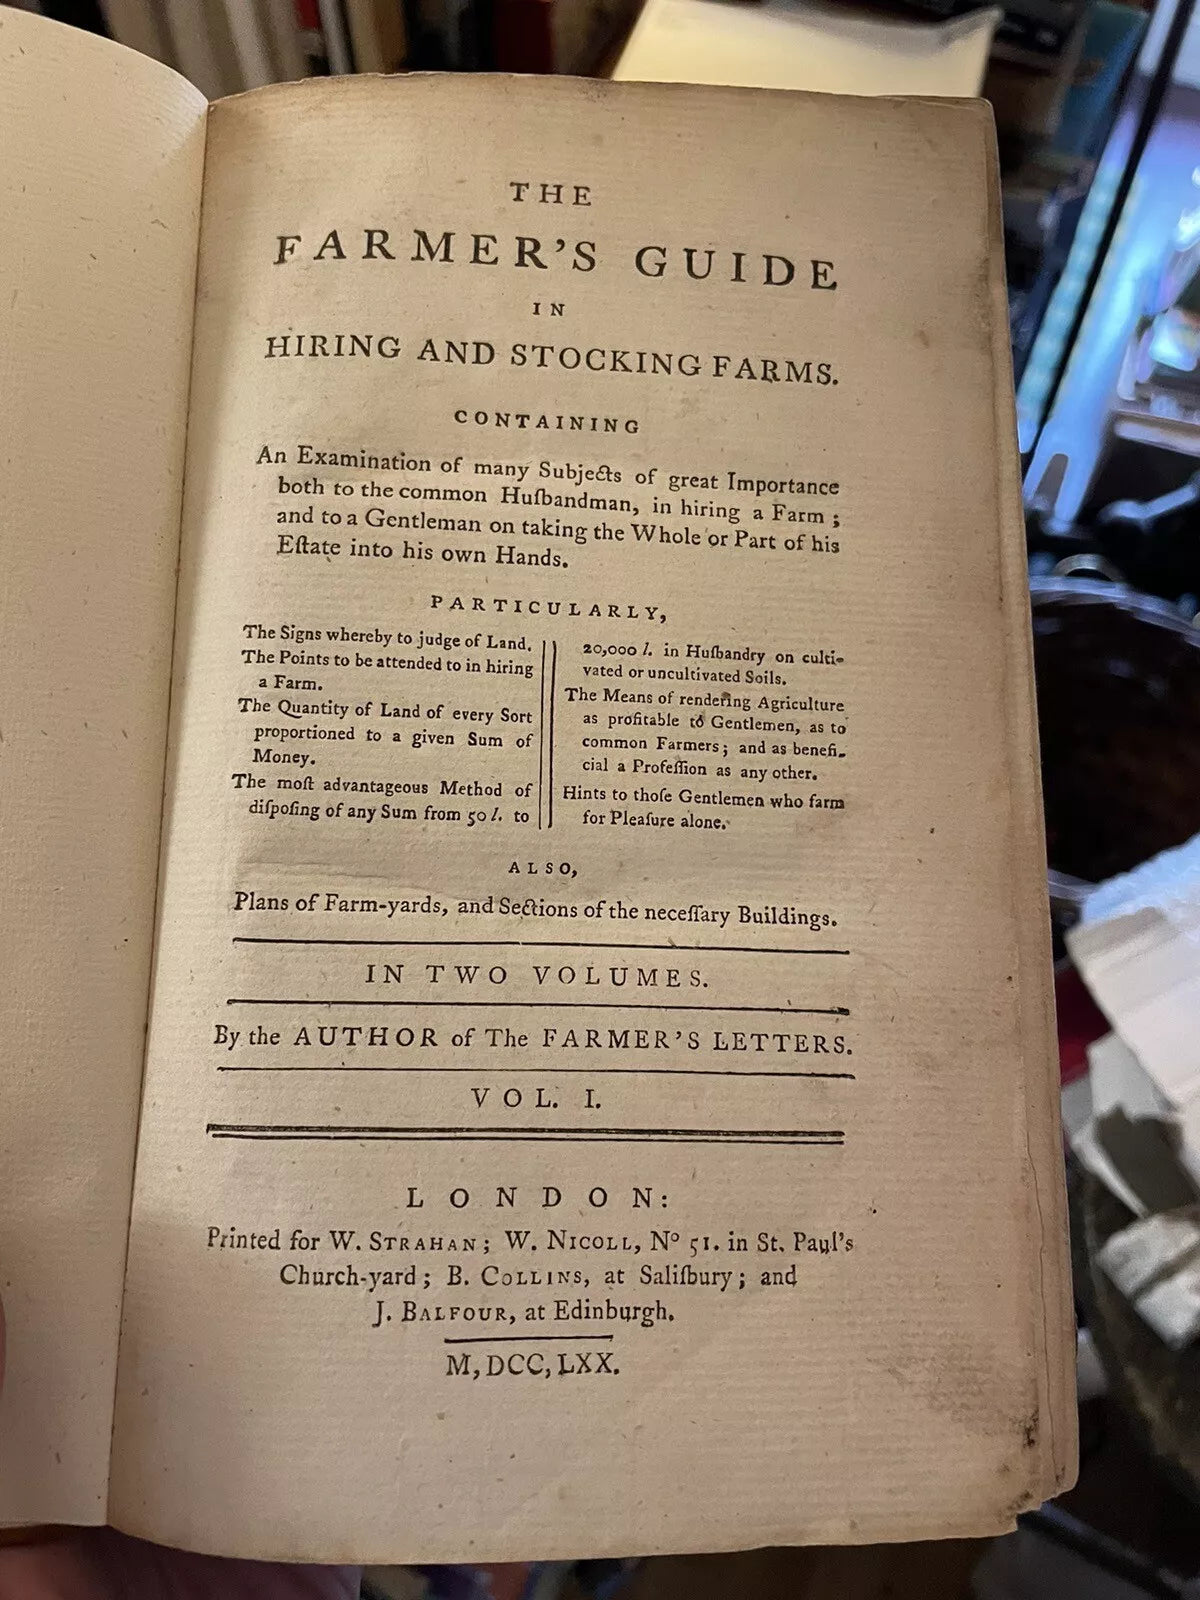 THE
FARMER'S GUIDE
IN
HIRING AND STOCKING FARMS.
CONTAINING
An Examination of many Subjects of great Importance
both to the common Huſbandman, in hiring a Farm;
and to a Gentleman on taking the Whole or Part of his
Eſtate into his own Hands.
PARTICULARLY,
The Signs whereby to judge of Land.
The Points to be attended to in hiring
a Farm.
The Quantity of Land of every Sort
proportioned to a given Sum of
Money.
The moſt advantageous Method of
diſpoſing of any Sum from 50 l. to
20,000 l. in Huſbandry on culti-
vated or uncultivated Soils.
The Means of rendering Agriculture
as profitable to Gentlemen, as to
common Farmers; and as benefi-
cial a Profeſſion as any other.
Hints to thoſe Gentlemen who farm
for Pleaſure alone.
ALSO,
Plans of Farm-yards, and Sections of the neceſſary Buildings.
IN TWO VOLUMES.
By the AUTHOR of The FARMER'S LETTERS.
VOL. I.
LONDON:
Printed for W. STRAHAN; W. NICOLL, Nº 51. in St. Paul's
Church-yard; B. COLLINS, at Saliſbury; and
J. BALFOUR, at Edinburgh.
M,DCC,LXX.